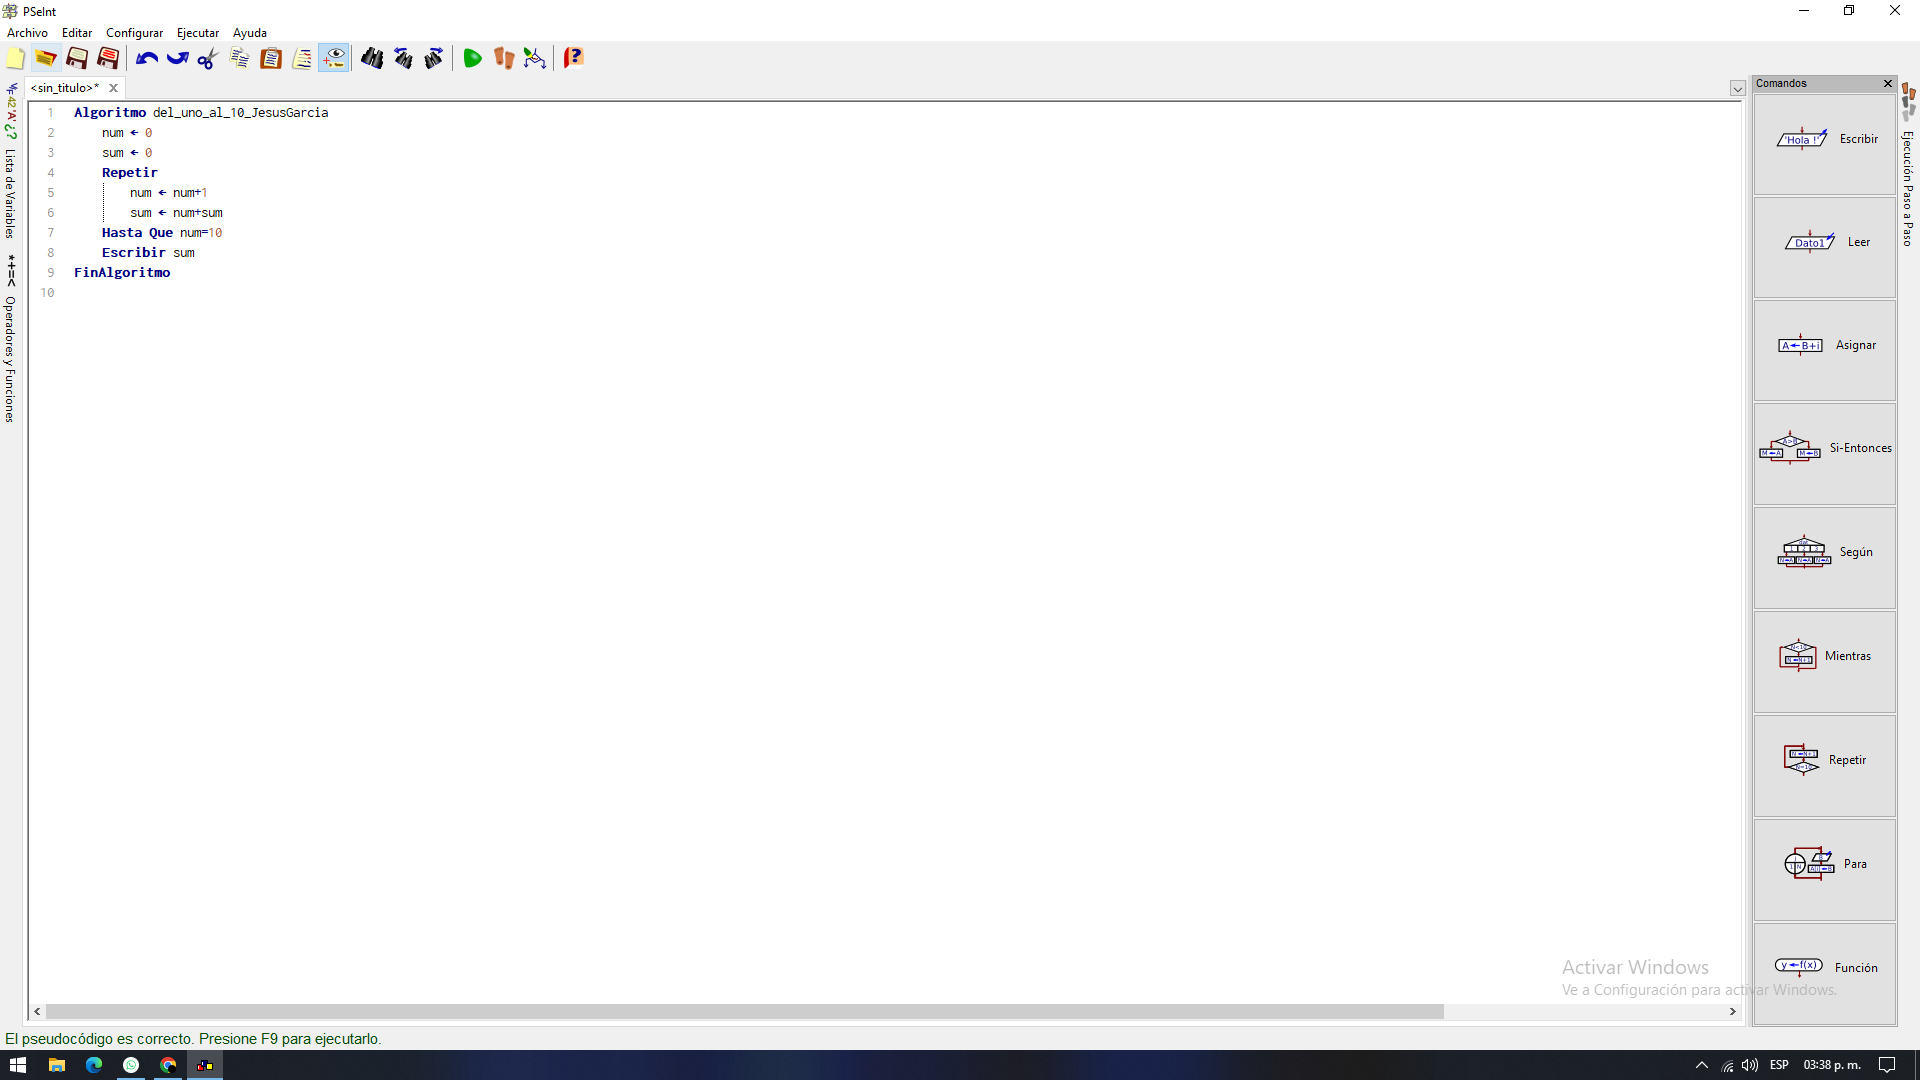 PSeInt
Archivo Editar Configurar Ejecutar Ayuda
<sin_titulo>*
Comandos
1 Algoritmo del_uno_al_10_JesusGarcia
2 num ← 0
3 sum ← 0
4 Repetir
5 num ← num+1
6 sum ← num+sum
7 Hasta Que num=10
8 Escribir sum
9 FinAlgoritmo
10
42 'A' ¿?
Lista de Variables
*+=<
Operadores y Funciones
'Hola !' Escribir
Dato1 Leer
A←B+i Asignar
A>B M←A M←B Si-Entonces
Según
Mientras
Repetir
Para
y←f(x) Función
Ejecución Paso a Paso
Activar Windows
Ve a Configuración para activar Windows.
El pseudocódigo es correcto. Presione F9 para ejecutarlo.
ESP 03:38 p. m.